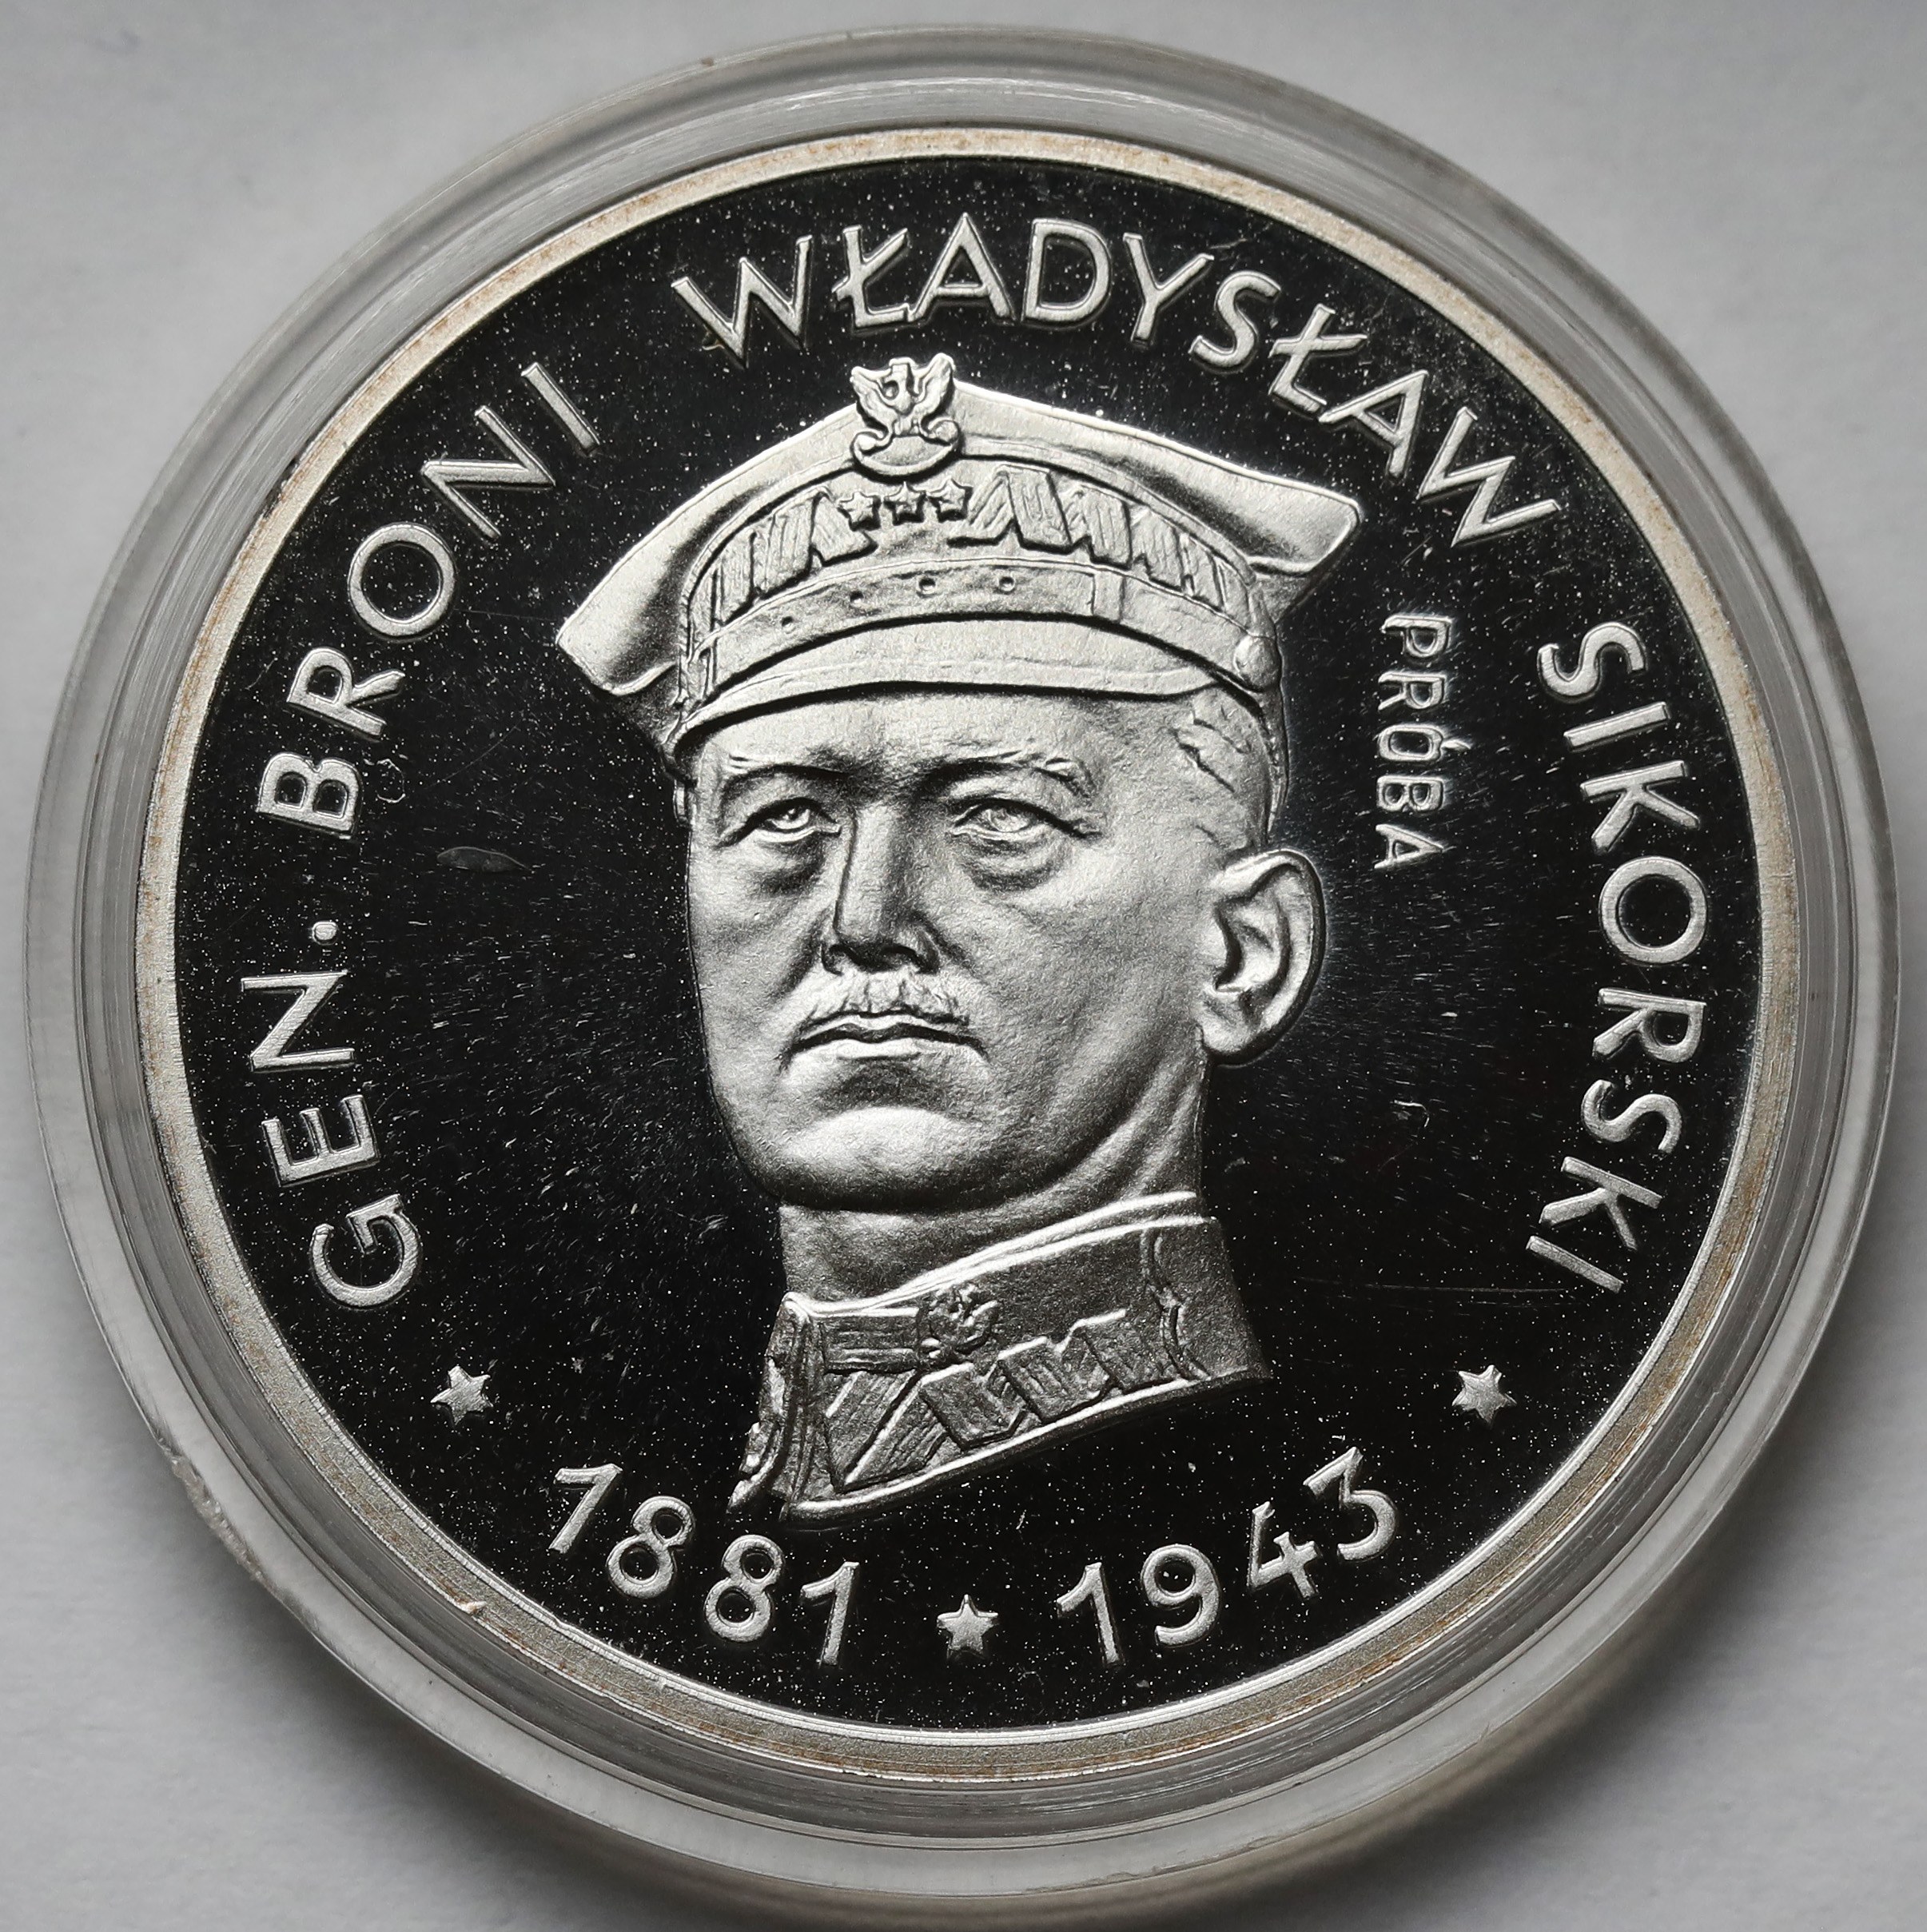 GEN. BRONI WŁADYSŁAW SIKORSKI
PRÓBA
1881 ★ 1943